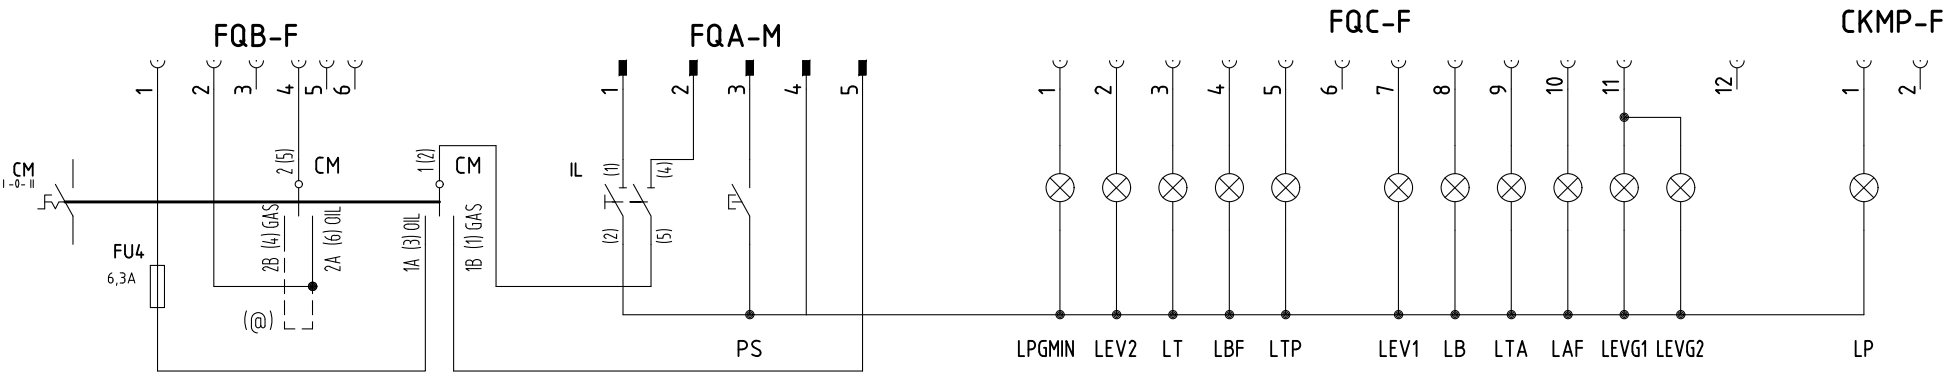 FQB-F
FQA-M
FQC-F
CKMP-F
1
2
3
4
5
6
1
2
3
4
5
1
2
3
4
5
6
7
8
9
10
11
12
1
2
CM
I-0-II
2 (5)
CM
1 (2)
CM
IL
(1)
(4)
(2)
(5)
FU4
6,3A
2B (4) GAS
2A (6) OIL
1A (3) OIL
1B (1) GAS
(@)
PS
LPGMIN
LEV2
LT
LBF
LTP
LEV1
LB
LTA
LAF
LEVG1
LEVG2
LP